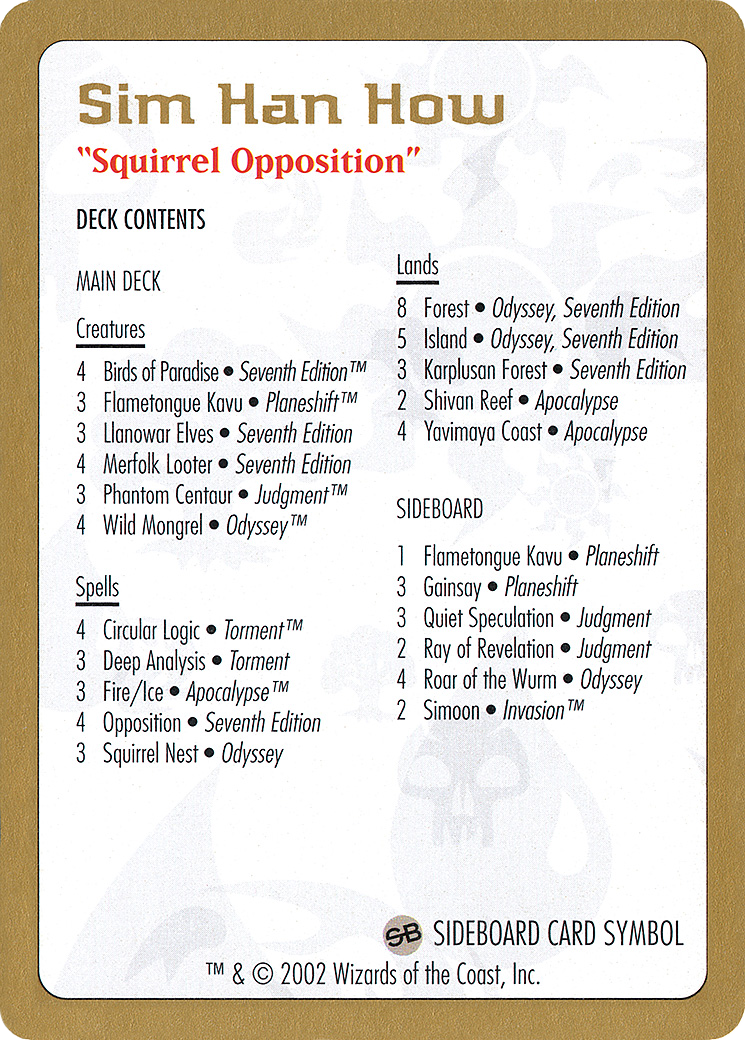 Sim Han How
"Squirrel Opposition"
DECK CONTENTS
MAIN DECK
Creatures
4 Birds of Paradise • Seventh Edition™
3 Flametongue Kavu • Planeshift™
3 Llanowar Elves • Seventh Edition
4 Merfolk Looter • Seventh Edition
3 Phantom Centaur • Judgment™
4 Wild Mongrel • Odyssey™
Spells
4 Circular Logic • Torment™
3 Deep Analysis • Torment
3 Fire/Ice • Apocalypse™
4 Opposition • Seventh Edition
3 Squirrel Nest • Odyssey
Lands
8 Forest • Odyssey, Seventh Edition
5 Island • Odyssey, Seventh Edition
3 Karplusan Forest • Seventh Edition
2 Shivan Reef • Apocalypse
4 Yavimaya Coast • Apocalypse
SIDEBOARD
1 Flametongue Kavu • Planeshift
3 Gainsay • Planeshift
3 Quiet Speculation • Judgment
2 Ray of Revelation • Judgment
4 Roar of the Wurm • Odyssey
2 Simoon • Invasion™
SB SIDEBOARD CARD SYMBOL
™ & © 2002 Wizards of the Coast, Inc.